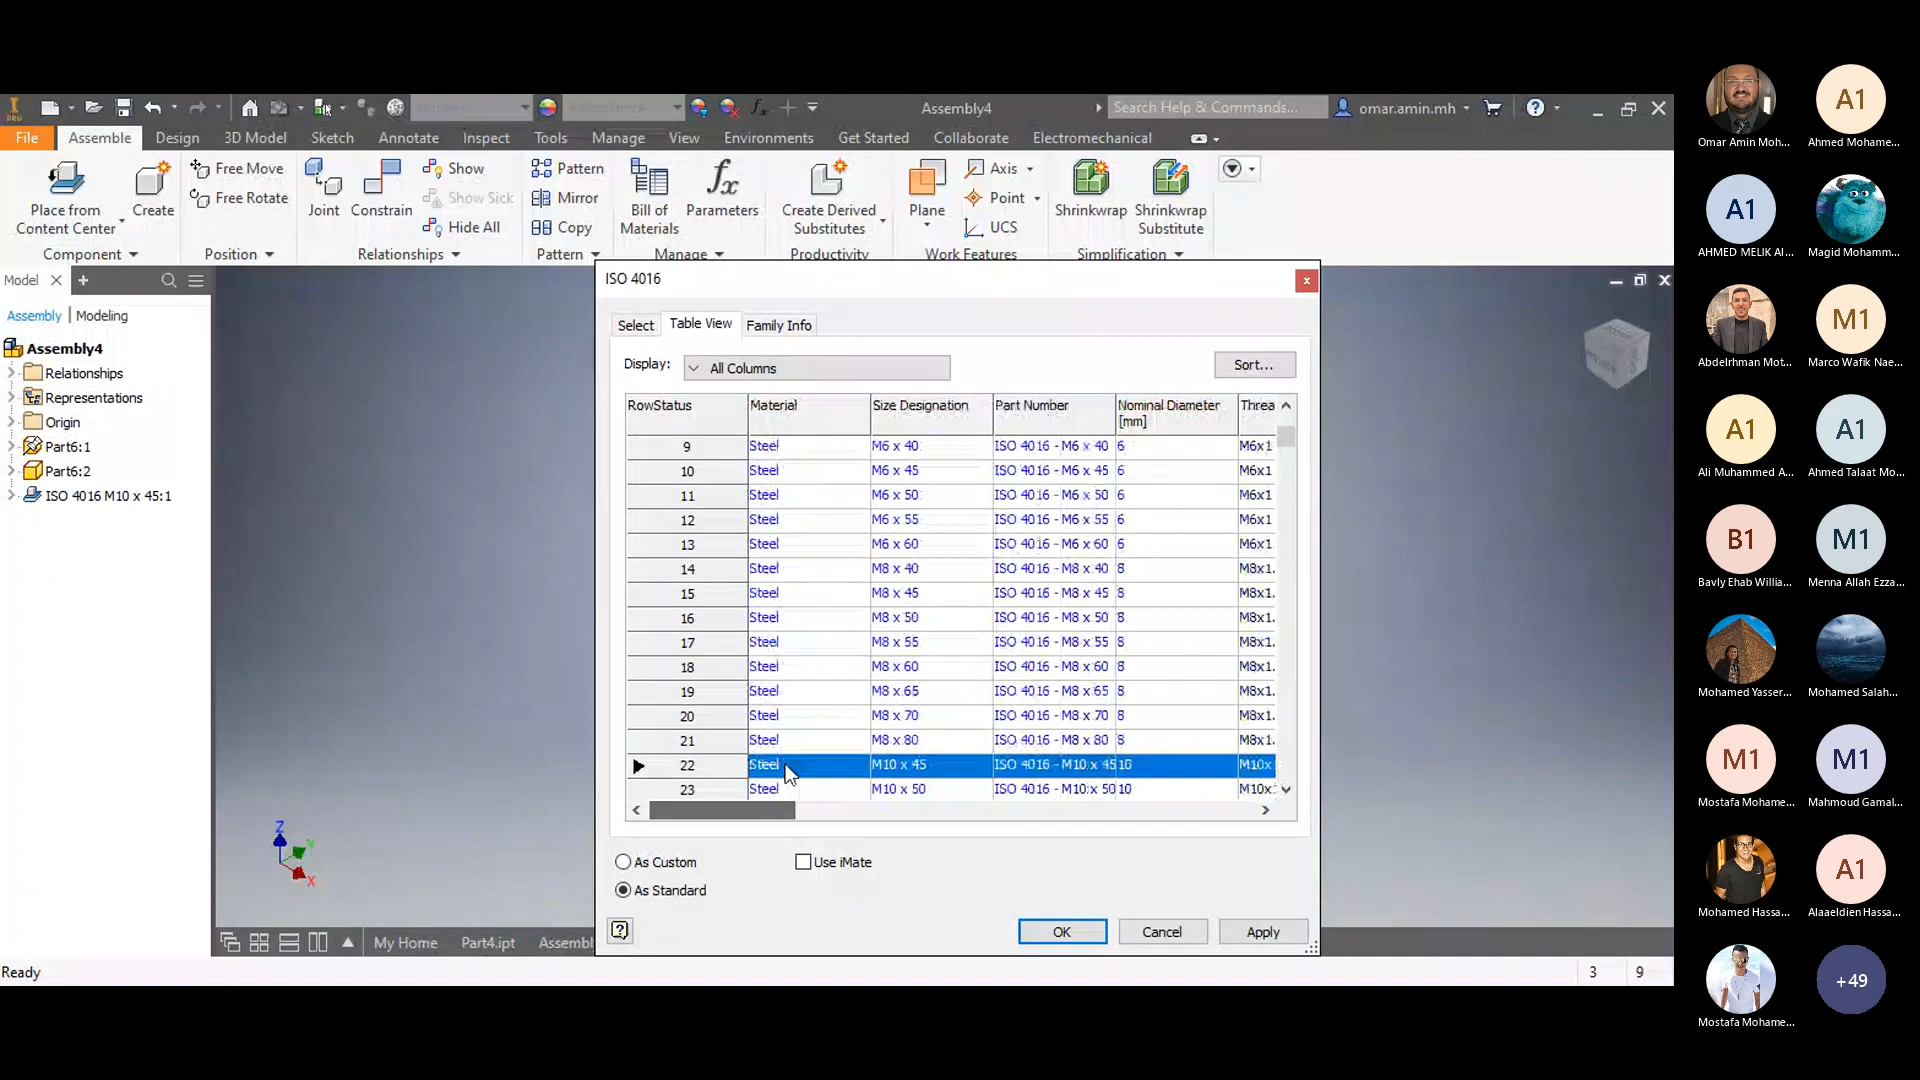 PRO
Assembly4
Search Help & Commands...
omar.amin.mh
File
Assemble
Design
3D Model
Sketch
Annotate
Inspect
Tools
Manage
View
Environments
Get Started
Collaborate
Electromechanical
Place from
Content Center
Create
Free Move
Free Rotate
Joint
Constrain
Show
Show Sick
Hide All
Pattern
Mirror
Copy
Bill of
Materials
Parameters
Create Derived
Substitutes
Plane
Axis
Point
UCS
Shrinkwrap
Shrinkwrap
Substitute
Component
Position
Relationships
Pattern
Manage
Productivity
Work Features
Simplification
Model
Assembly
Modeling
Assembly4
Relationships
Representations
Origin
Part6:1
Part6:2
ISO 4016 M10 x 45:1
Z
Y
X
ISO 4016
Select
Table View
Family Info
Display:
All Columns
Sort...
RowStatus Material Size Designation Part Number Nominal Diameter [mm] Threa
9 Steel M6 x 40 ISO 4016 - M6 x 40 6 M6x1
10 Steel M6 x 45 ISO 4016 - M6 x 45 6 M6x1
11 Steel M6 x 50 ISO 4016 - M6 x 50 6 M6x1
12 Steel M6 x 55 ISO 4016 - M6 x 55 6 M6x1
13 Steel M6 x 60 ISO 4016 - M6 x 60 6 M6x1
14 Steel M8 x 40 ISO 4016 - M8 x 40 8 M8x1.
15 Steel M8 x 45 ISO 4016 - M8 x 45 8 M8x1.
16 Steel M8 x 50 ISO 4016 - M8 x 50 8 M8x1.
17 Steel M8 x 55 ISO 4016 - M8 x 55 8 M8x1.
18 Steel M8 x 60 ISO 4016 - M8 x 60 8 M8x1.
19 Steel M8 x 65 ISO 4016 - M8 x 65 8 M8x1.
20 Steel M8 x 70 ISO 4016 - M8 x 70 8 M8x1.
21 Steel M8 x 80 ISO 4016 - M8 x 80 8 M8x1.
22 Steel M10 x 45 ISO 4016 - M10 x 45 10 M10x
23 Steel M10 x 50 ISO 4016 - M10 x 50 10 M10x
As Custom
Use iMate
As Standard
OK
Cancel
Apply
My Home
Part4.ipt
Assembl
Ready
3
9
Omar Amin Moh...
A1
Ahmed Mohame...
A1
AHMED MELIK Al...
Magid Mohamm...
Abdelrhman Mot...
M1
Marco Wafik Nae...
A1
Ali Muhammed A...
A1
Ahmed Talaat Mo...
B1
Bavly Ehab Willia...
M1
Menna Allah Ezza...
Mohamed Yasser...
Mohamed Salah...
M1
Mostafa Mohame...
M1
Mahmoud Gamal...
Mohamed Hassa...
A1
Alaaeldien Hassa...
Mostafa Mohame...
+49